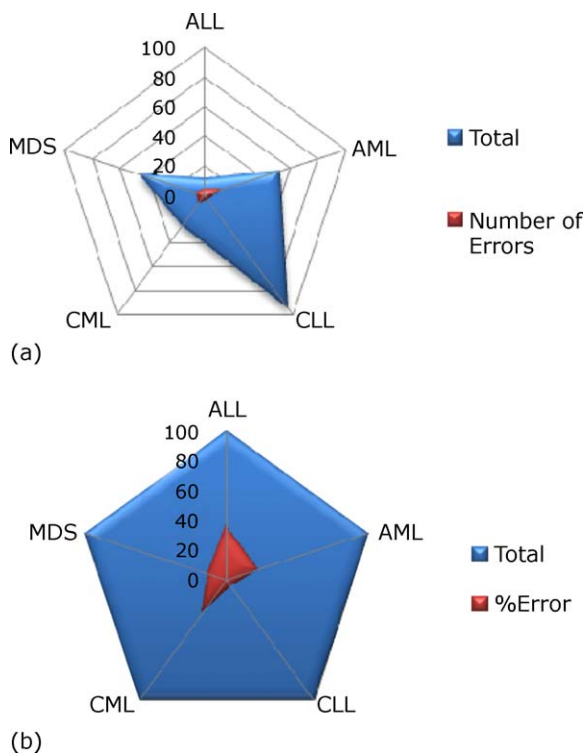 ALL
100
80
60
40
20
0
MDS
AML
CML
CLL
Total
Number of
Errors
(a)
ALL
100
80
60
40
20
0
MDS
AML
CML
CLL
Total
%Error
(b)